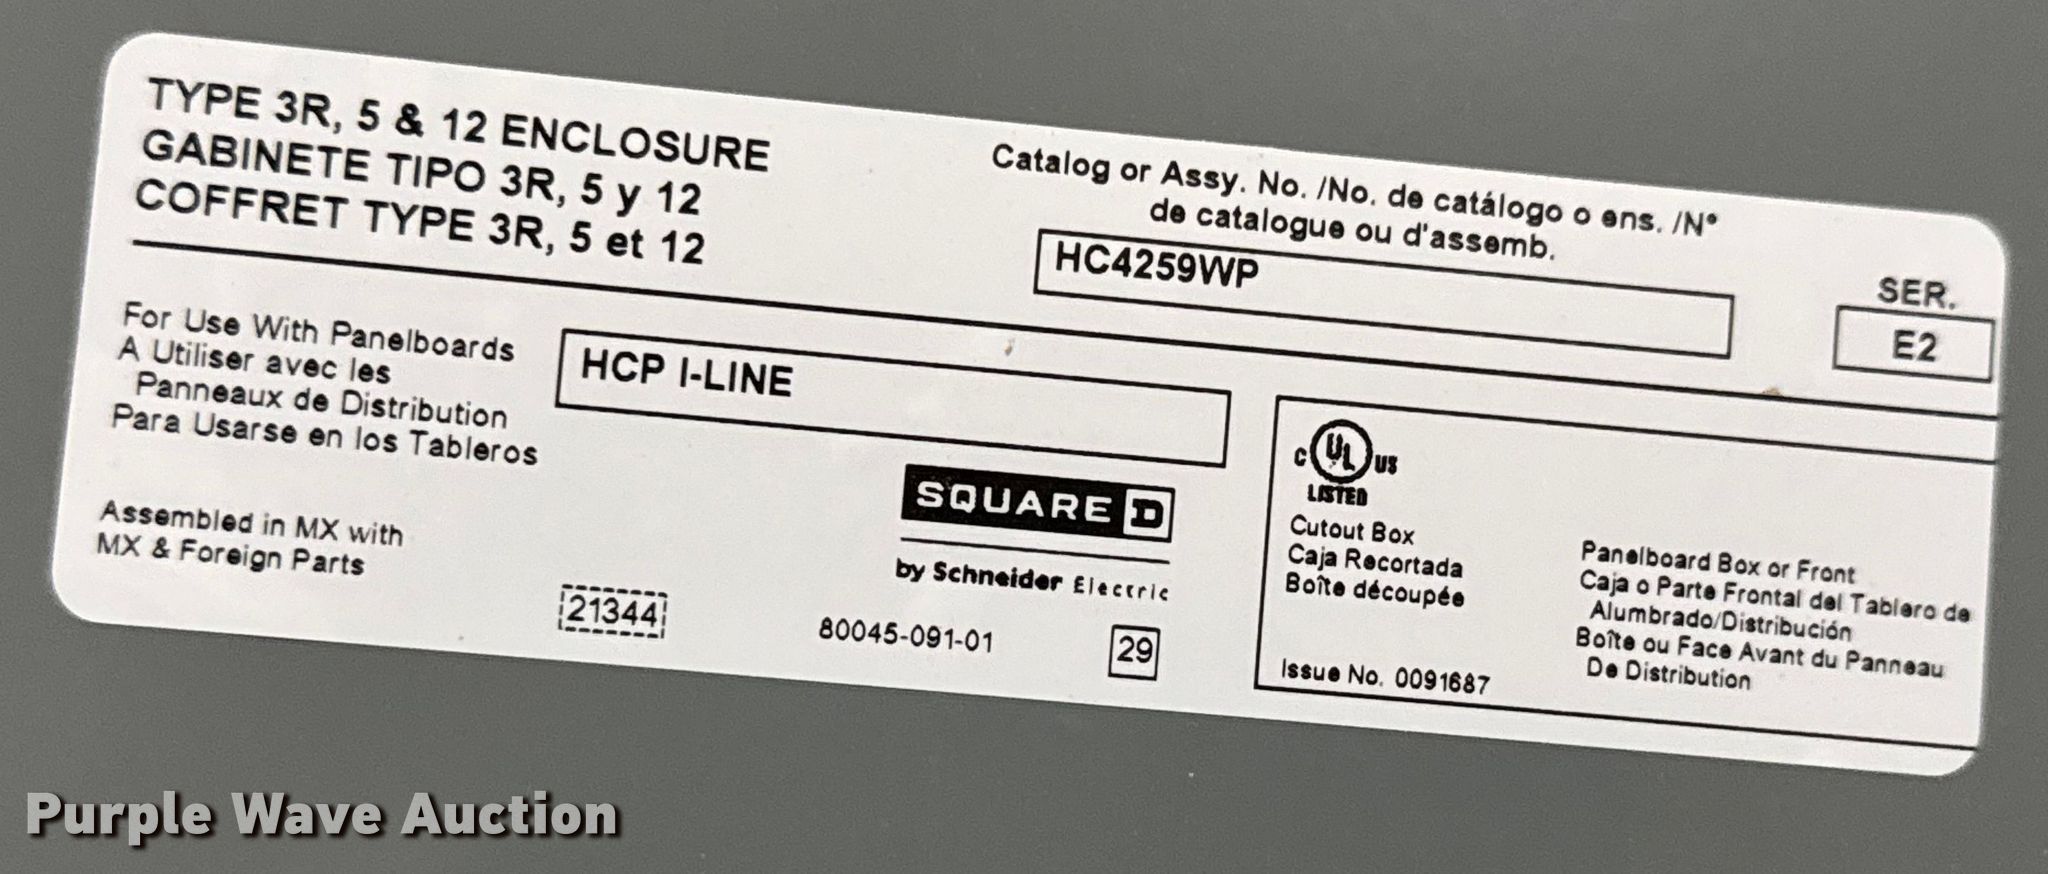 TYPE 3R, 5 & 12 ENCLOSURE
GABINETE TIPO 3R, 5 y 12
COFFRET TYPE 3R, 5 et 12
Catalog or Assy. No. /No. de catálogo o ens. /N°
de catalogue ou d'assemb.
HC4259WP
SER.
E2
For Use With Panelboards
A Utiliser avec les
Panneaux de Distribution
Para Usarse en los Tableros
HCP I-LINE
Assembled in MX with
MX & Foreign Parts
21344
SQUARE D
by Schneider Electric
80045-091-01
29
C UL US
LISTED
Cutout Box
Caja Recortada
Boîte découpée
Issue No. 0091687
Panelboard Box or Front
Caja o Parte Frontal del Tablero de
Alumbrado/Distribución
Boîte ou Face Avant du Panneau
De Distribution
Purple Wave Auction